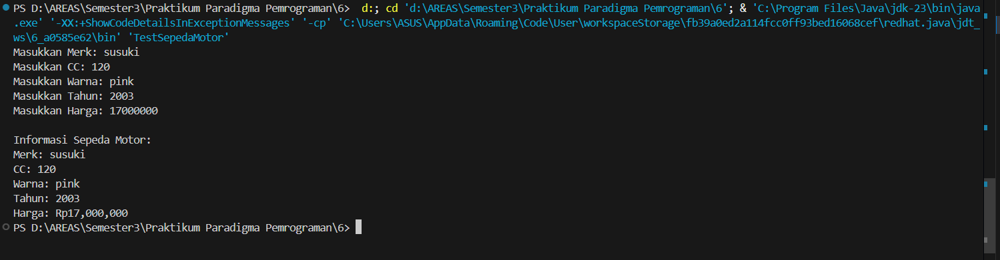 PS D:\AREAS\Semester3\Praktikum Paradigma Pemrograman\6>  d:; cd 'd:\AREAS\Semester3\Praktikum Paradigma Pemrograman\6'; & 'C:\Program Files\Java\jdk-23\bin\java
.exe' '-XX:+ShowCodeDetailsInExceptionMessages' '-cp' 'C:\Users\ASUS\AppData\Roaming\Code\User\workspaceStorage\fb39a0ed2a114fcc0ff93bed16068cef\redhat.java\jdt_
ws\6_a0585e62\bin' 'TestSepedaMotor'
Masukkan Merk: susuki
Masukkan CC: 120
Masukkan Warna: pink
Masukkan Tahun: 2003
Masukkan Harga: 17000000
Informasi Sepeda Motor:
Merk: susuki
CC: 120
Warna: pink
Tahun: 2003
Harga: Rp17,000,000
PS D:\AREAS\Semester3\Praktikum Paradigma Pemrograman\6>